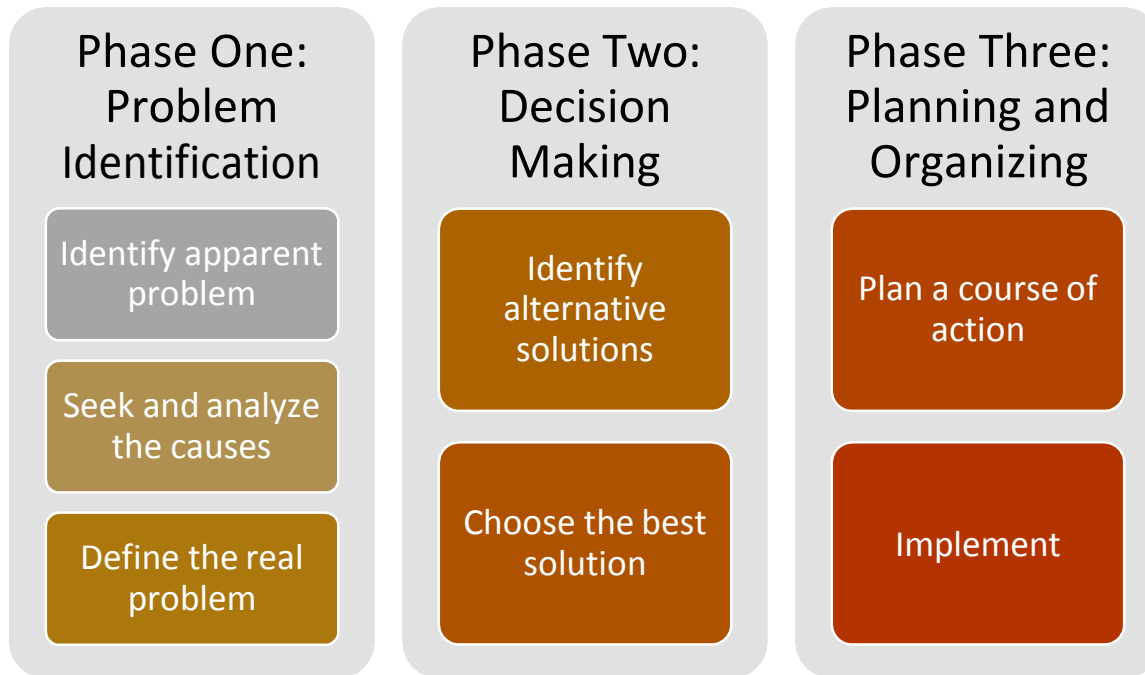 Phase One:
Problem
Identification
Identify apparent
problem
Seek and analyze
the causes
Define the real
problem
Phase Two:
Decision
Making
Identify
alternative
solutions
Choose the best
solution
Phase Three:
Planning and
Organizing
Plan a course of
action
Implement